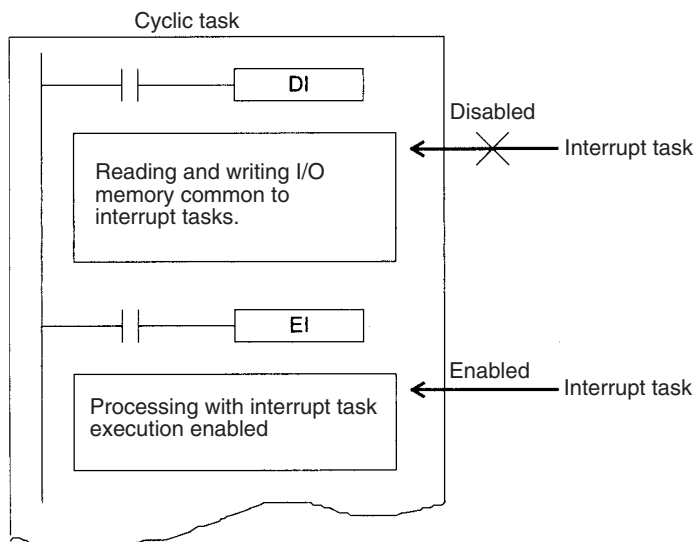 Cyclic task
DI
Disabled
Interrupt task
Reading and writing I/O
memory common to
interrupt tasks.
EI
Enabled
Interrupt task
Processing with interrupt task
execution enabled